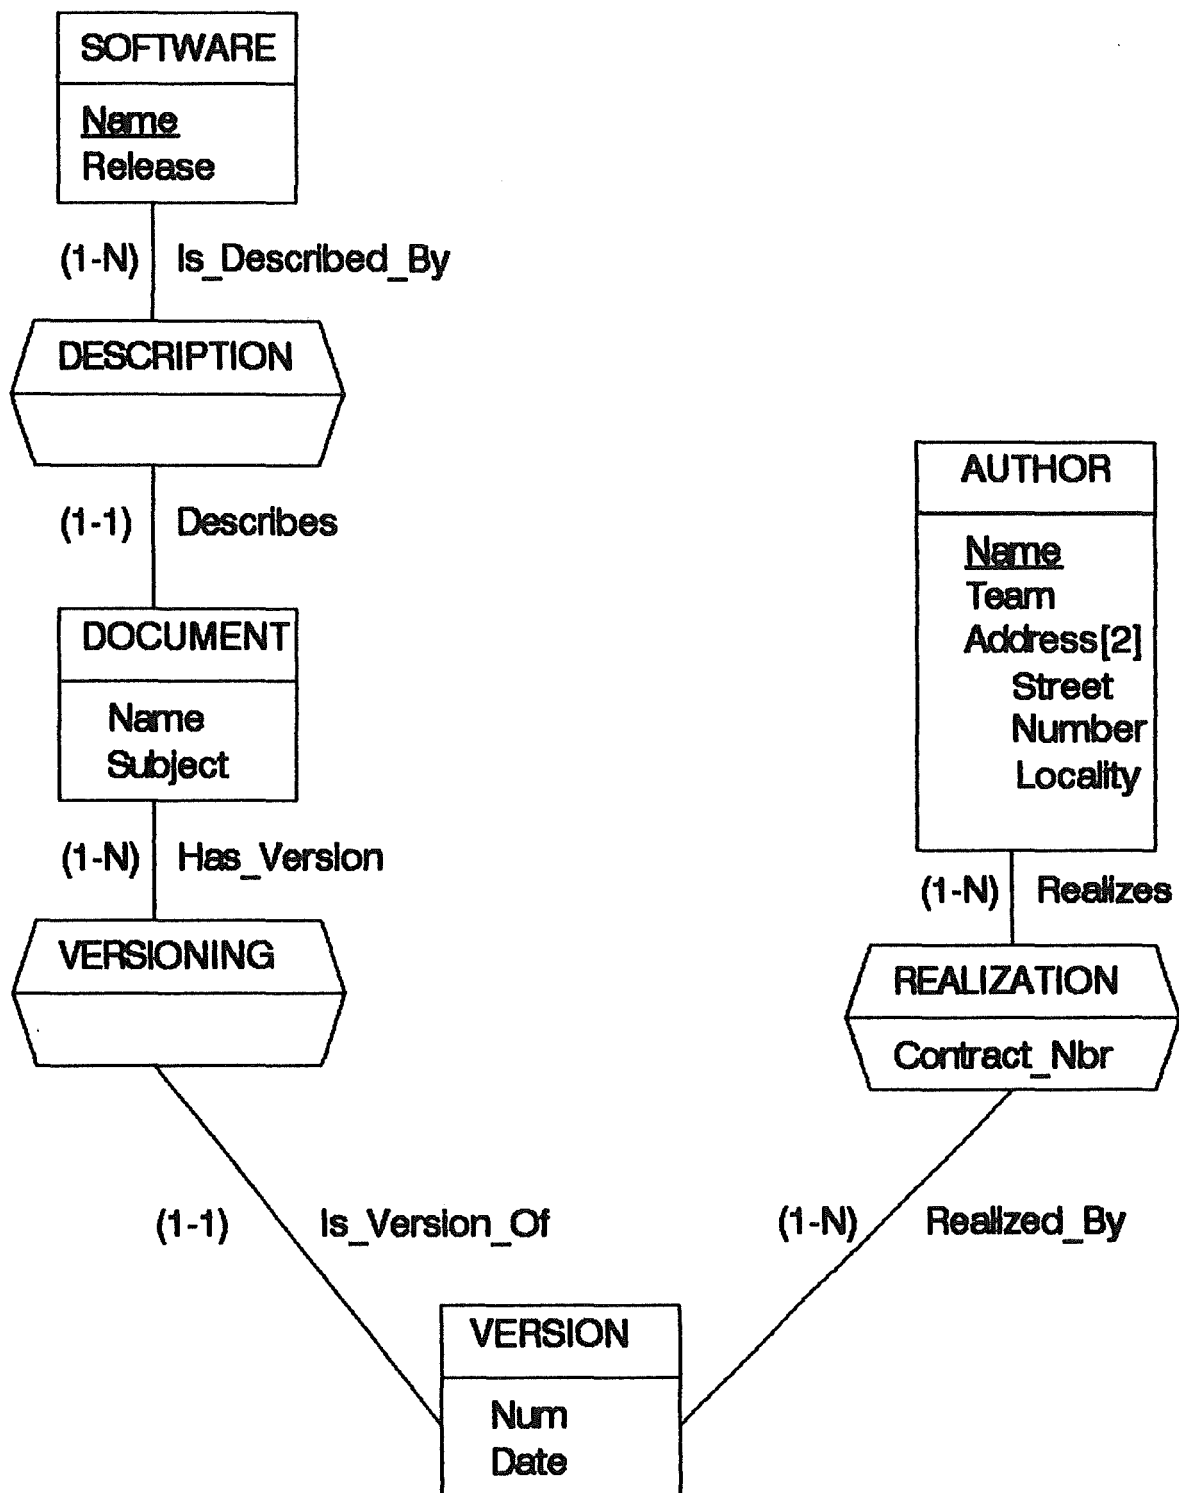 SOFTWARE
Name
Release
(1-N) Is_Described_By
DESCRIPTION
(1-1) Describes
DOCUMENT
Name
Subject
(1-N) Has_Version
VERSIONING
AUTHOR
Name
Team
Address[2]
Street
Number
Locality
(1-N) Realizes
REALIZATION
Contract_Nbr
(1-1) Is_Version_Of
(1-N) Realized_By
VERSION
Num
Date